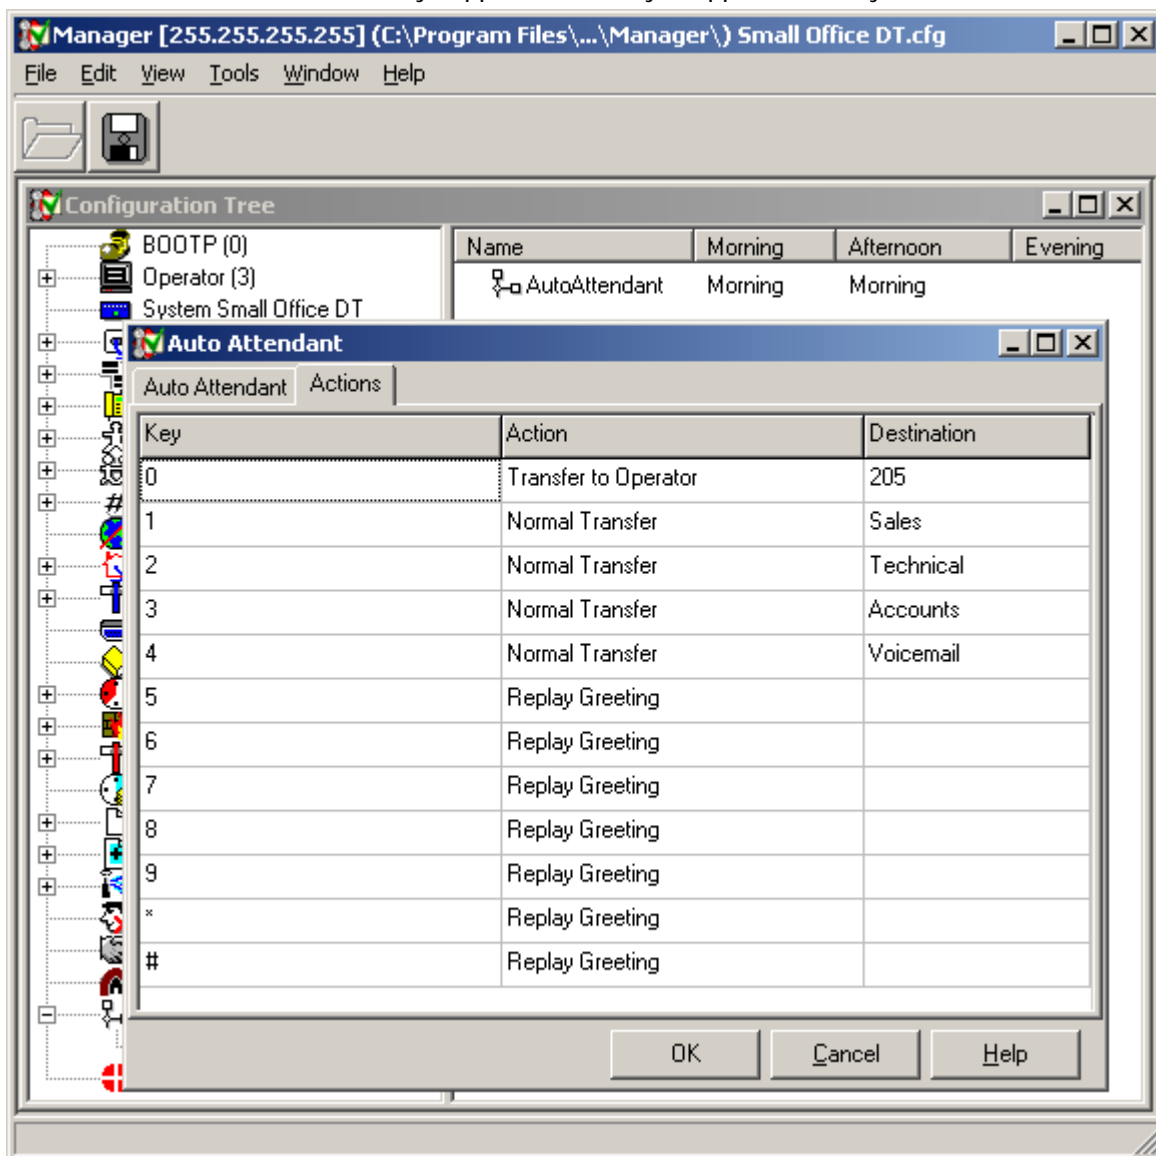 Manager [255.255.255.255] (C:\Program Files\...\Manager\) Small Office DT.cfg
File Edit View Tools Window Help
Configuration Tree
BOOTP (0)
Operator (3)
System Small Office DT
Name Morning Afternoon Evening
AutoAttendant Morning Morning
Auto Attendant
Auto Attendant Actions
Key Action Destination
0 Transfer to Operator 205
1 Normal Transfer Sales
2 Normal Transfer Technical
3 Normal Transfer Accounts
4 Normal Transfer Voicemail
5 Replay Greeting
6 Replay Greeting
7 Replay Greeting
8 Replay Greeting
9 Replay Greeting
* Replay Greeting
# Replay Greeting
OK Cancel Help